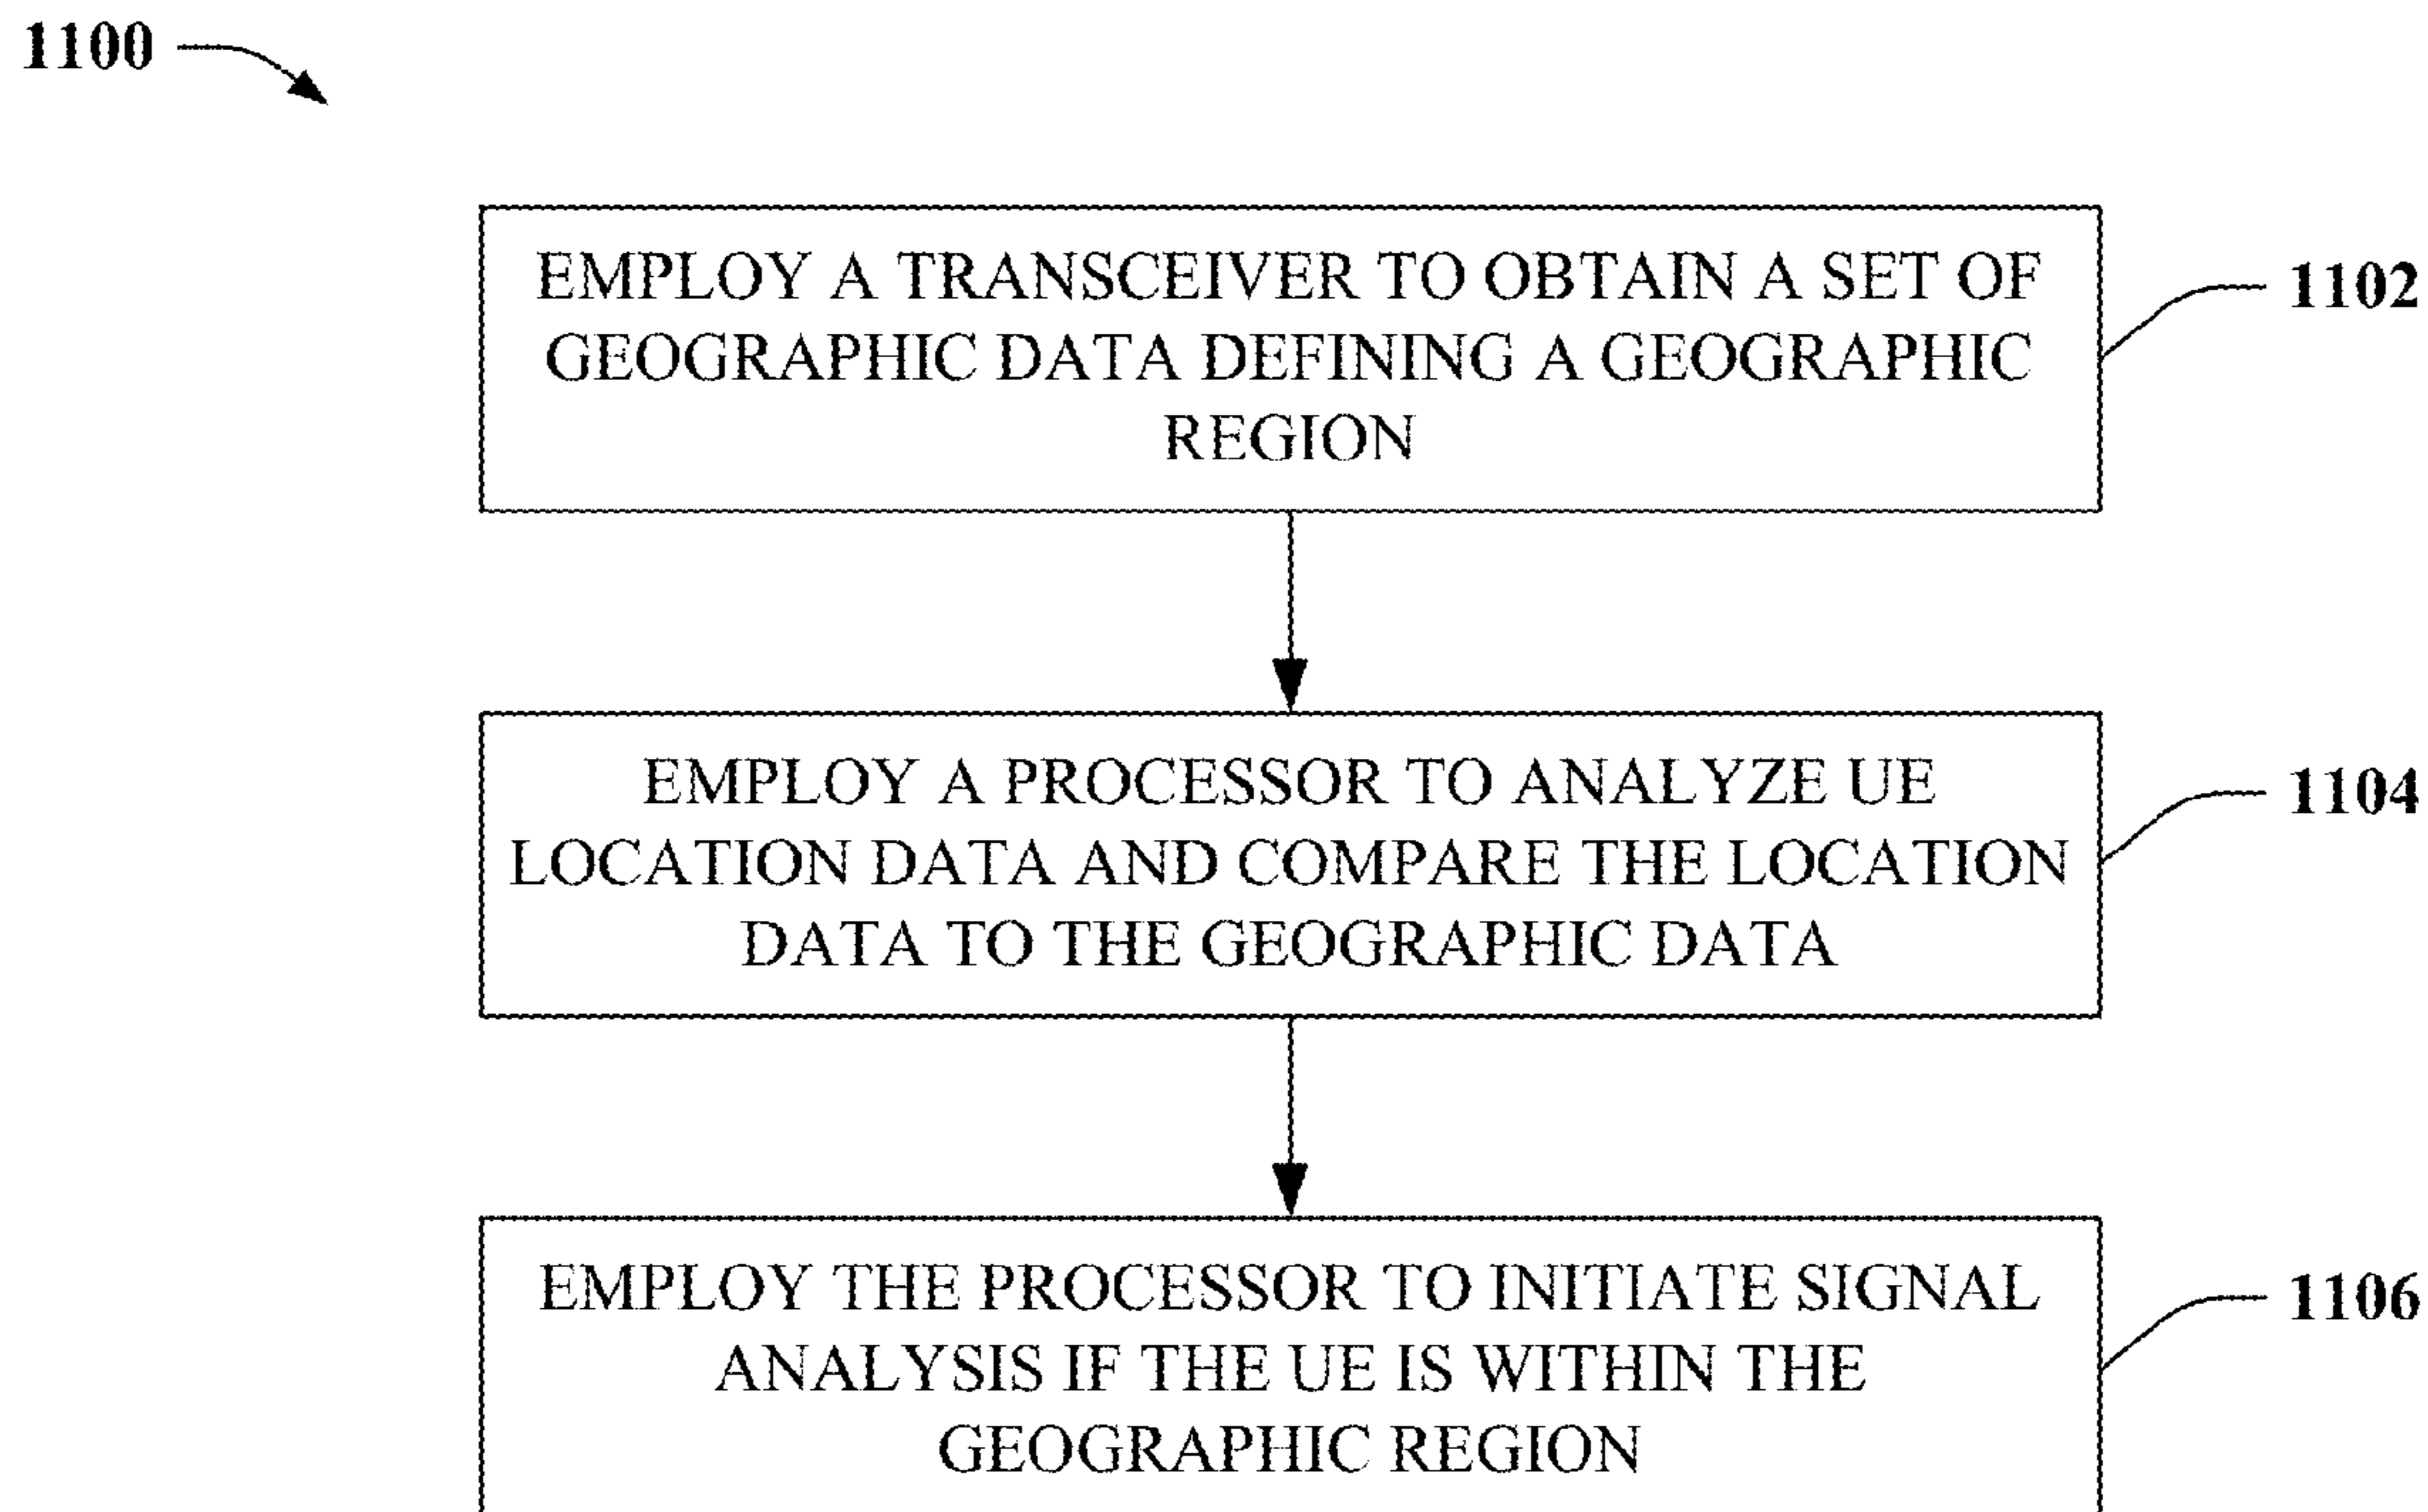 1100
EMPLOY A TRANSCEIVER TO OBTAIN A SET OF
GEOGRAPHIC DATA DEFINING A GEOGRAPHIC
REGION
1102
EMPLOY A PROCESSOR TO ANALYZE UE
LOCATION DATA AND COMPARE THE LOCATION
DATA TO THE GEOGRAPHIC DATA
1104
EMPLOY THE PROCESSOR TO INITIATE SIGNAL
ANALYSIS IF THE UE IS WITHIN THE
GEOGRAPHIC REGION
1106